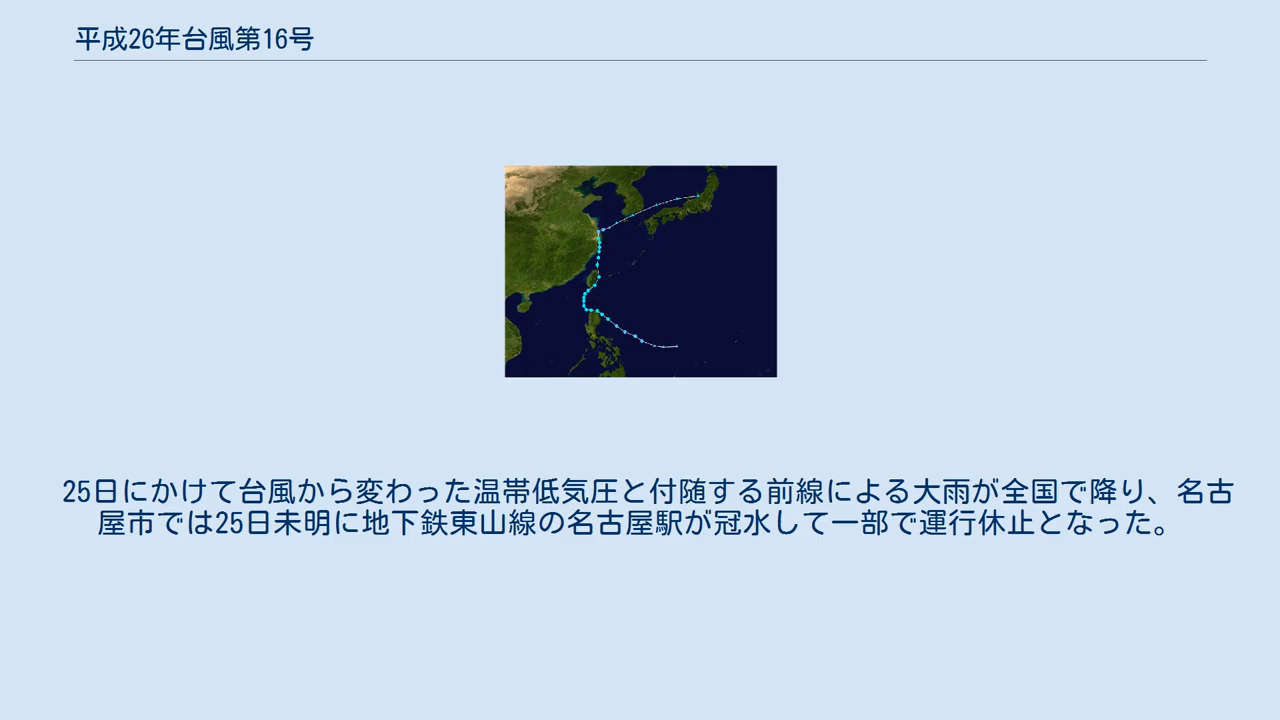 平成26年台風第16号
25日にかけて台風から変わった温帯低気圧と付随する前線による大雨が全国で降り、名古
屋市では25日未明に地下鉄東山線の名古屋駅が冠水して一部で運行休止となった。